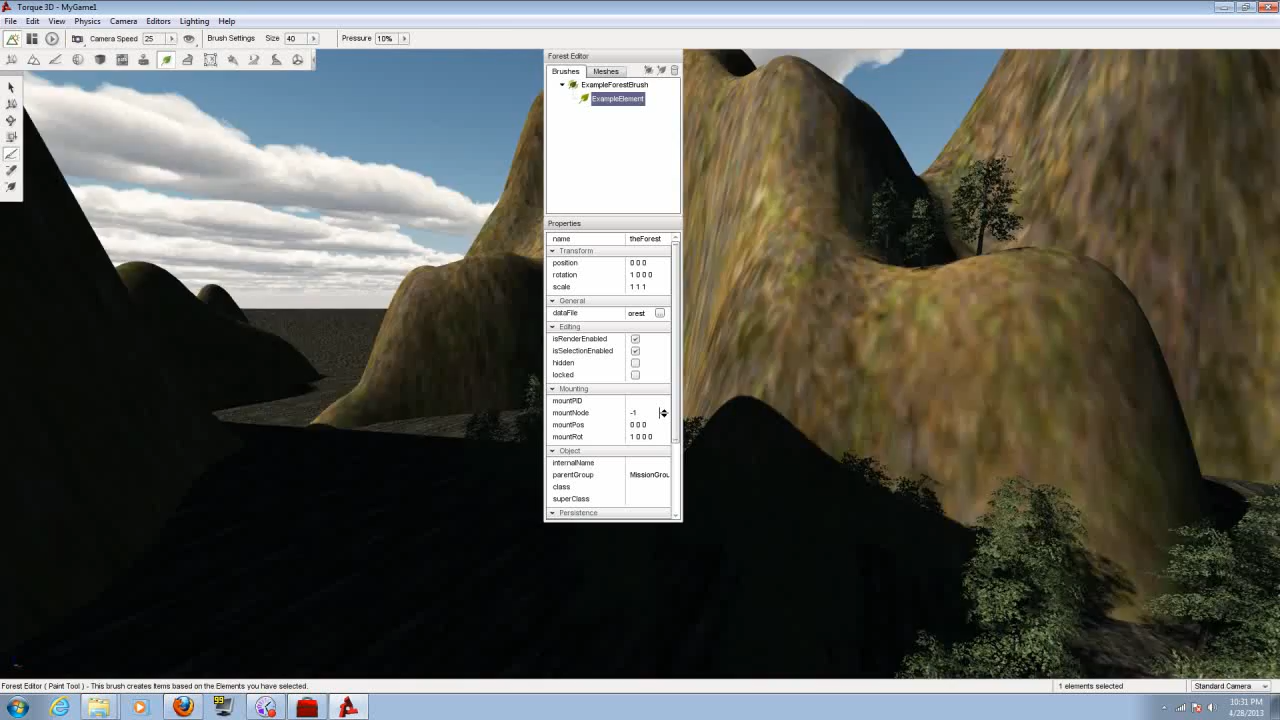 Torque 3D - MyGame1
File Edit View Physics Camera Editors Lighting Help
Camera Speed 25 Brush Settings Size 40 Pressure 10%
Forest Editor
Brushes Meshes
ExampleForestBrush
ExampleElement
Properties
name theForest
Transform
position 0 0 0
rotation 1 0 0 0
scale 1 1 1
General
dataFile orest ...
Editing
isRenderEnabled
isSelectionEnabled
hidden
locked
Mounting
mountPID
mountNode -1
mountPos 0 0 0
mountRot 1 0 0 0
Object
internalName
parentGroup MissionGrou
class
superClass
Persistence
Forest Editor ( Paint Tool ) - This brush creates Items based on the Elements you have selected.
1 elements selected
Standard Camera
99
10:31 PM
4/28/2013